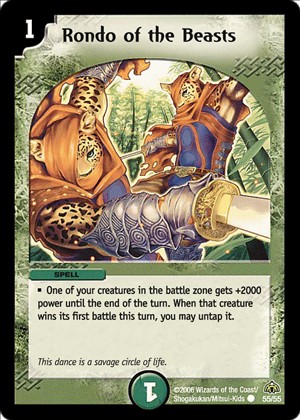 1 Rondo of the Beasts
SPELL
▪ One of your creatures in the battle zone gets +2000
power until the end of the turn. When that creature
wins its first battle this turn, you may untap it.
This dance is a savage circle of life.
1
©2006 Wizards of the Coast/
Shogakukan/Mitsui-Kids ● 55/55